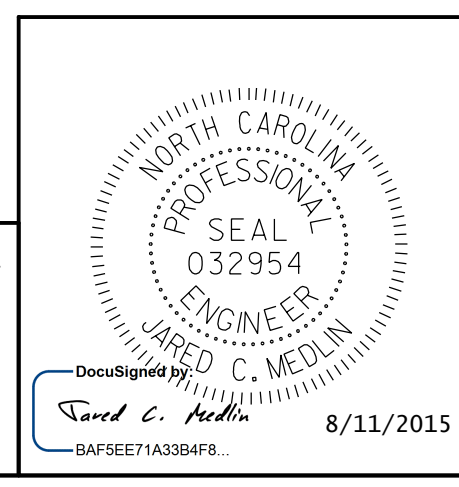 NORTH CAROLINA
PROFESSIONAL
SEAL
032954
ENGINEER
JARED C. MEDLIN
DocuSigned by:
Jared C. Medlin
8/11/2015
BAF5EE71A33B4F8...